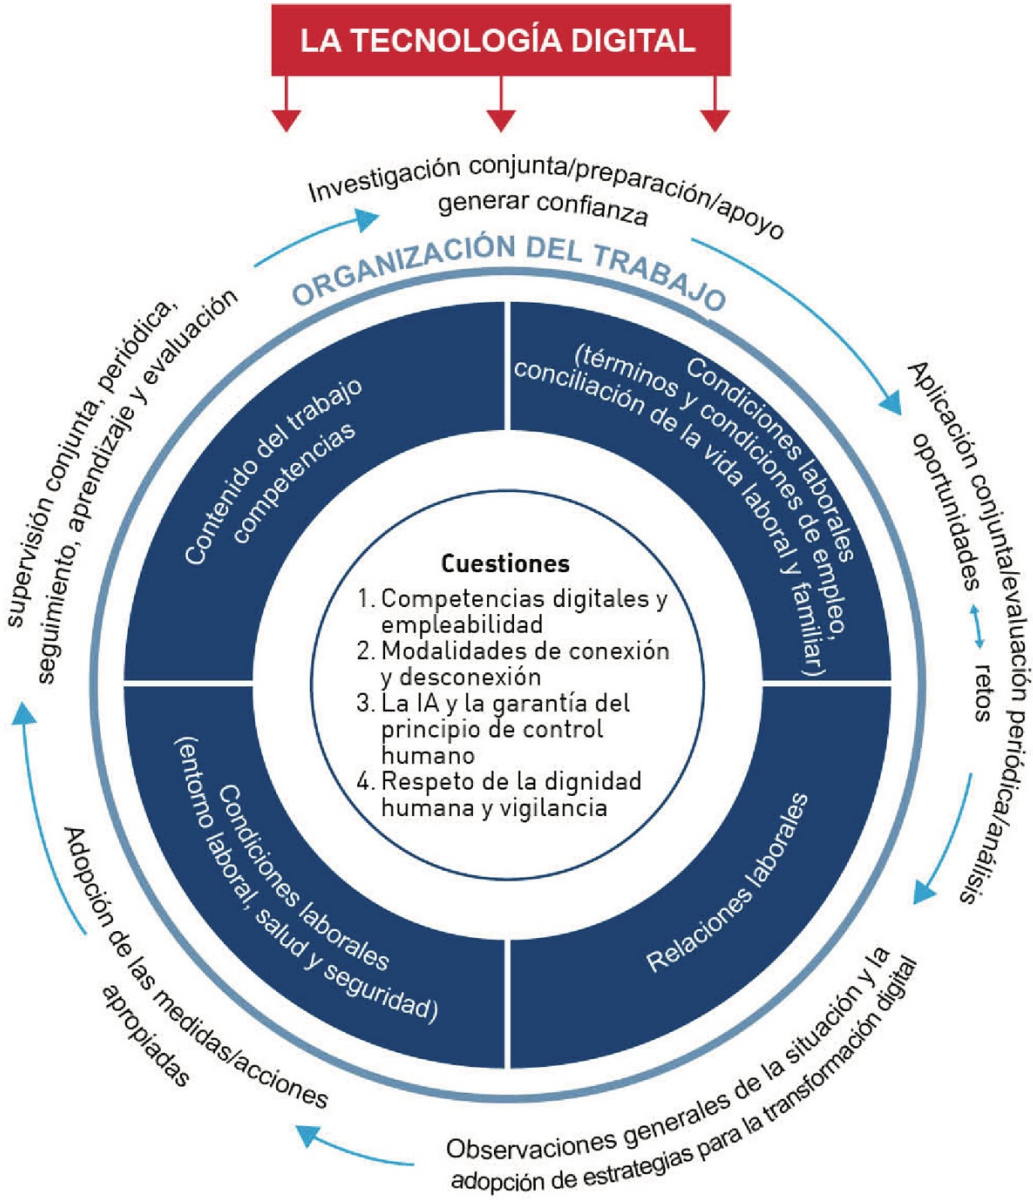 LA TECNOLOGÍA DIGITAL
Investigación conjunta/preparación/apoyo
generar confianza
ORGANIZACIÓN DEL TRABAJO
Aplicación conjunta/evaluación periódica/análisis
oportunidades
retos
Observaciones generales de la situación y la
adopción de estrategias para la transformación digital
Adopción de las medidas/acciones
apropiadas
supervisión conjunta, periódica,
seguimiento, aprendizaje y evaluación
Contenido del trabajo
competencias
Condiciones laborales
(términos y condiciones de empleo,
conciliación de la vida laboral y familiar)
Relaciones laborales
Condiciones laborales
(entorno laboral, salud y seguridad)
Cuestiones
1. Competencias digitales y
empleabilidad
2. Modalidades de conexión
y desconexión
3. La IA y la garantía del
principio de control
humano
4. Respeto de la dignidad
humana y vigilancia